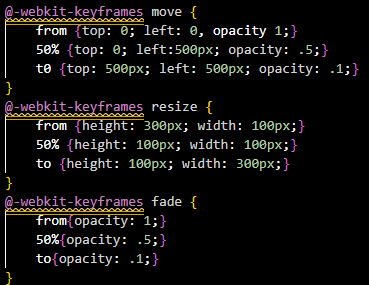 @-webkit-keyframes move {
from {top: 0; left: 0, opacity 1;}
50% {top: 0; left:500px; opacity: .5;}
t0 {top: 500px; left: 500px; opacity: .1;}
}
@-webkit-keyframes resize {
from {height: 300px; width: 100px;}
50% {height: 100px; width: 100px;}
to {height: 100px; width: 300px;}
}
@-webkit-keyframes fade {
from{opacity: 1;}
50%{opacity: .5;}
to{opacity: .1;}
}